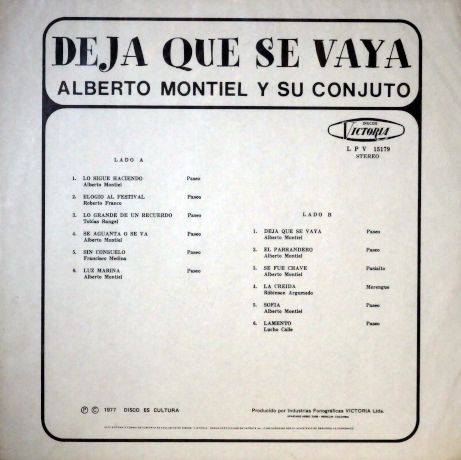 DEJA QUE SE VAYA
ALBERTO MONTIEL Y SU CONJUTO
DISCOS
VICTORIA
L P V 15179
STEREO
LADO A
1. LO SIGUE HACIENDO Paseo
Alberto Montiel
2. ELOGIO AL FESTIVAL Paseo
Roberto Franco
3. LO GRANDE DE UN RECUERDO Paseo
Tobías Rangel
4. SE AGUANTA O SE VA Paseo
Alberto Montiel
5. SIN CONSUELO Paseo
Francisco Medina
6. LUZ MARINA Paseo
Alberto Montiel
LADO B
1. DEJA QUE SE VAYA Paseo
Alberto Montiel
2. EL PARRANDERO Paseo
Alberto Montiel
3. SE FUE CHAVE Paseaito
Alberto Montiel
4. LA CREIDA Merengue
Róbinson Argumedo
5. SOFIA Paseo
Alberto Montiel
6. LAMENTO Paseo
Lucho Calle
Ⓟ © 1977 DISCO ES CULTURA
Producido por Industrias Fonográficas VICTORIA Ltda.